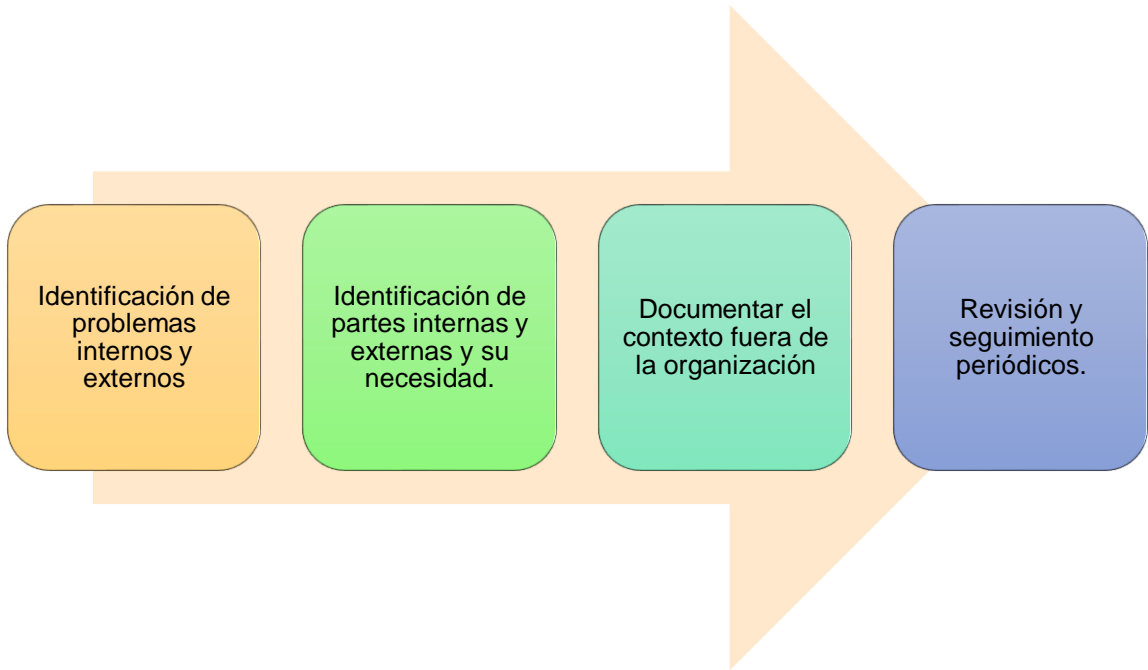 Identificación de
problemas
internos y
externos
Identificación de
partes internas y
externas y su
necesidad.
Documentar el
contexto fuera de
la organización
Revisión y
seguimiento
periódicos.